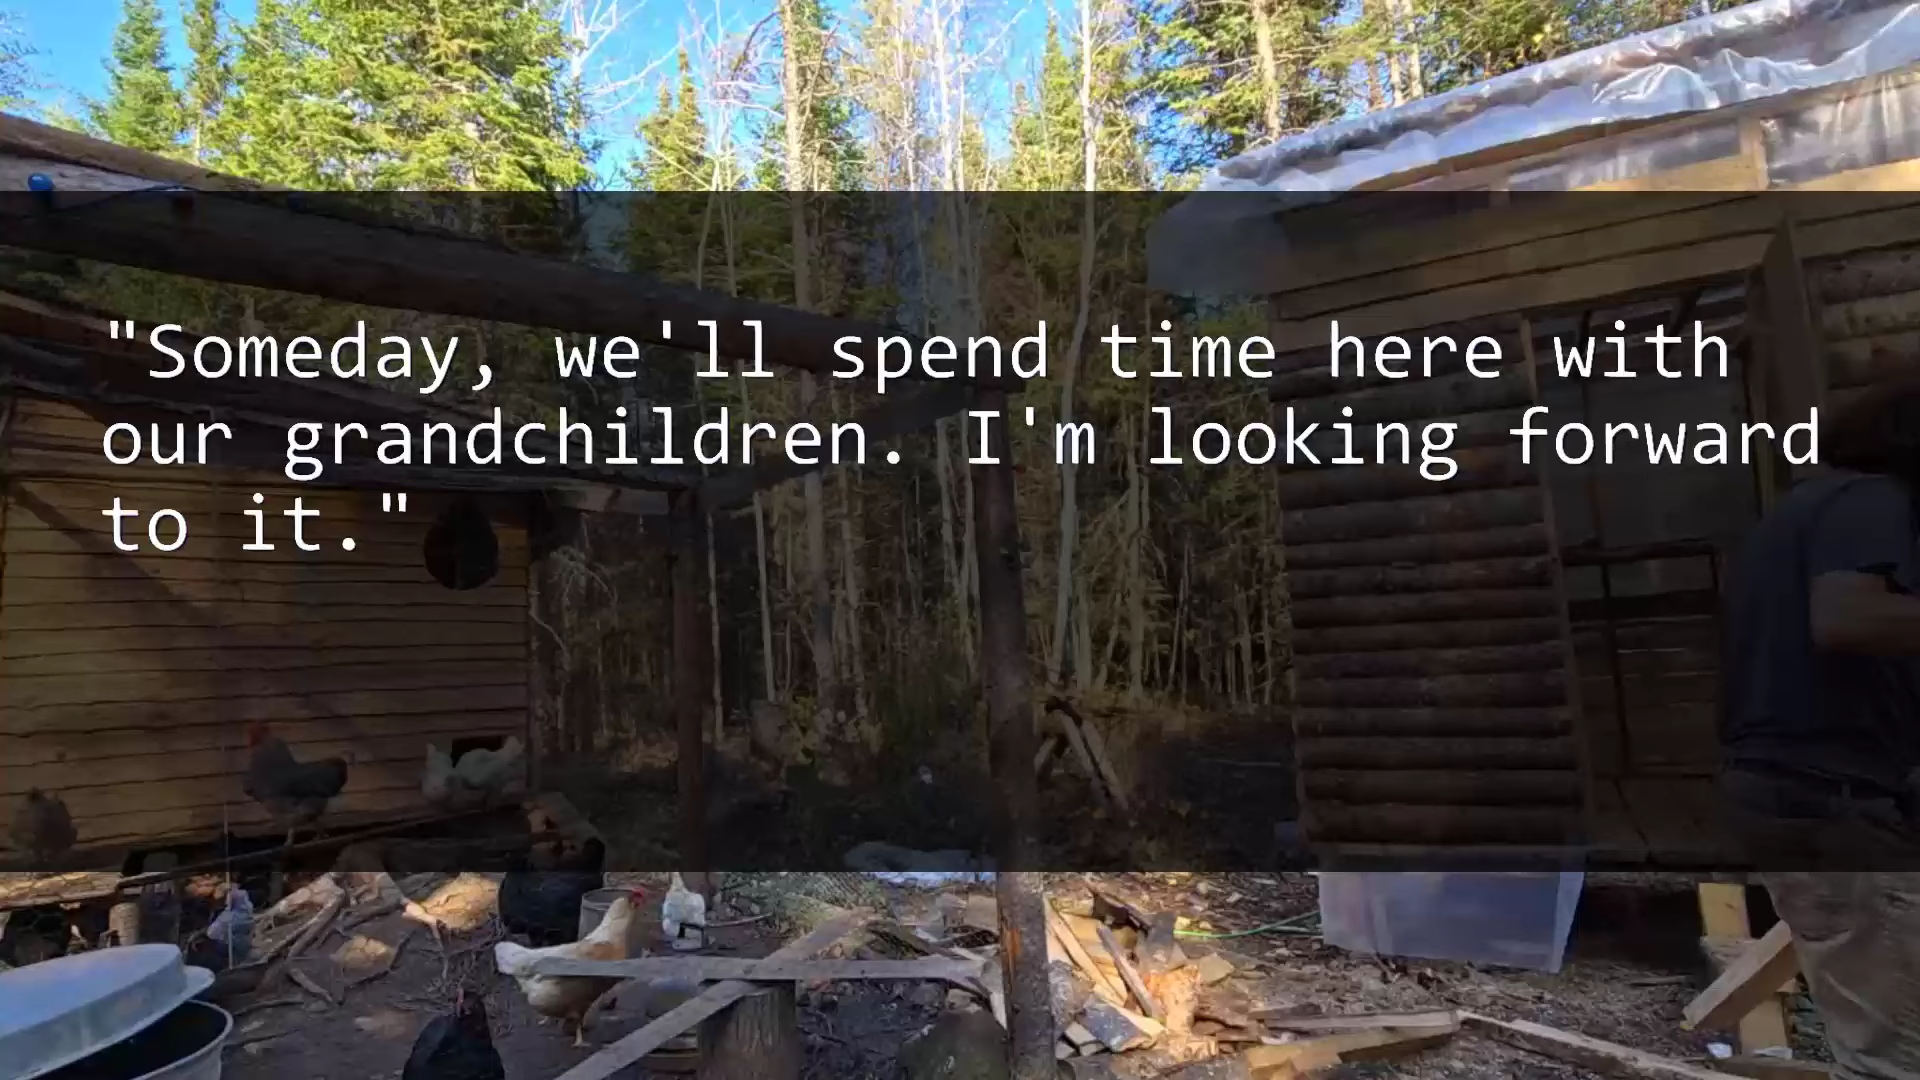 "Someday, we'll spend time here with
our grandchildren. I'm looking forward
to it."